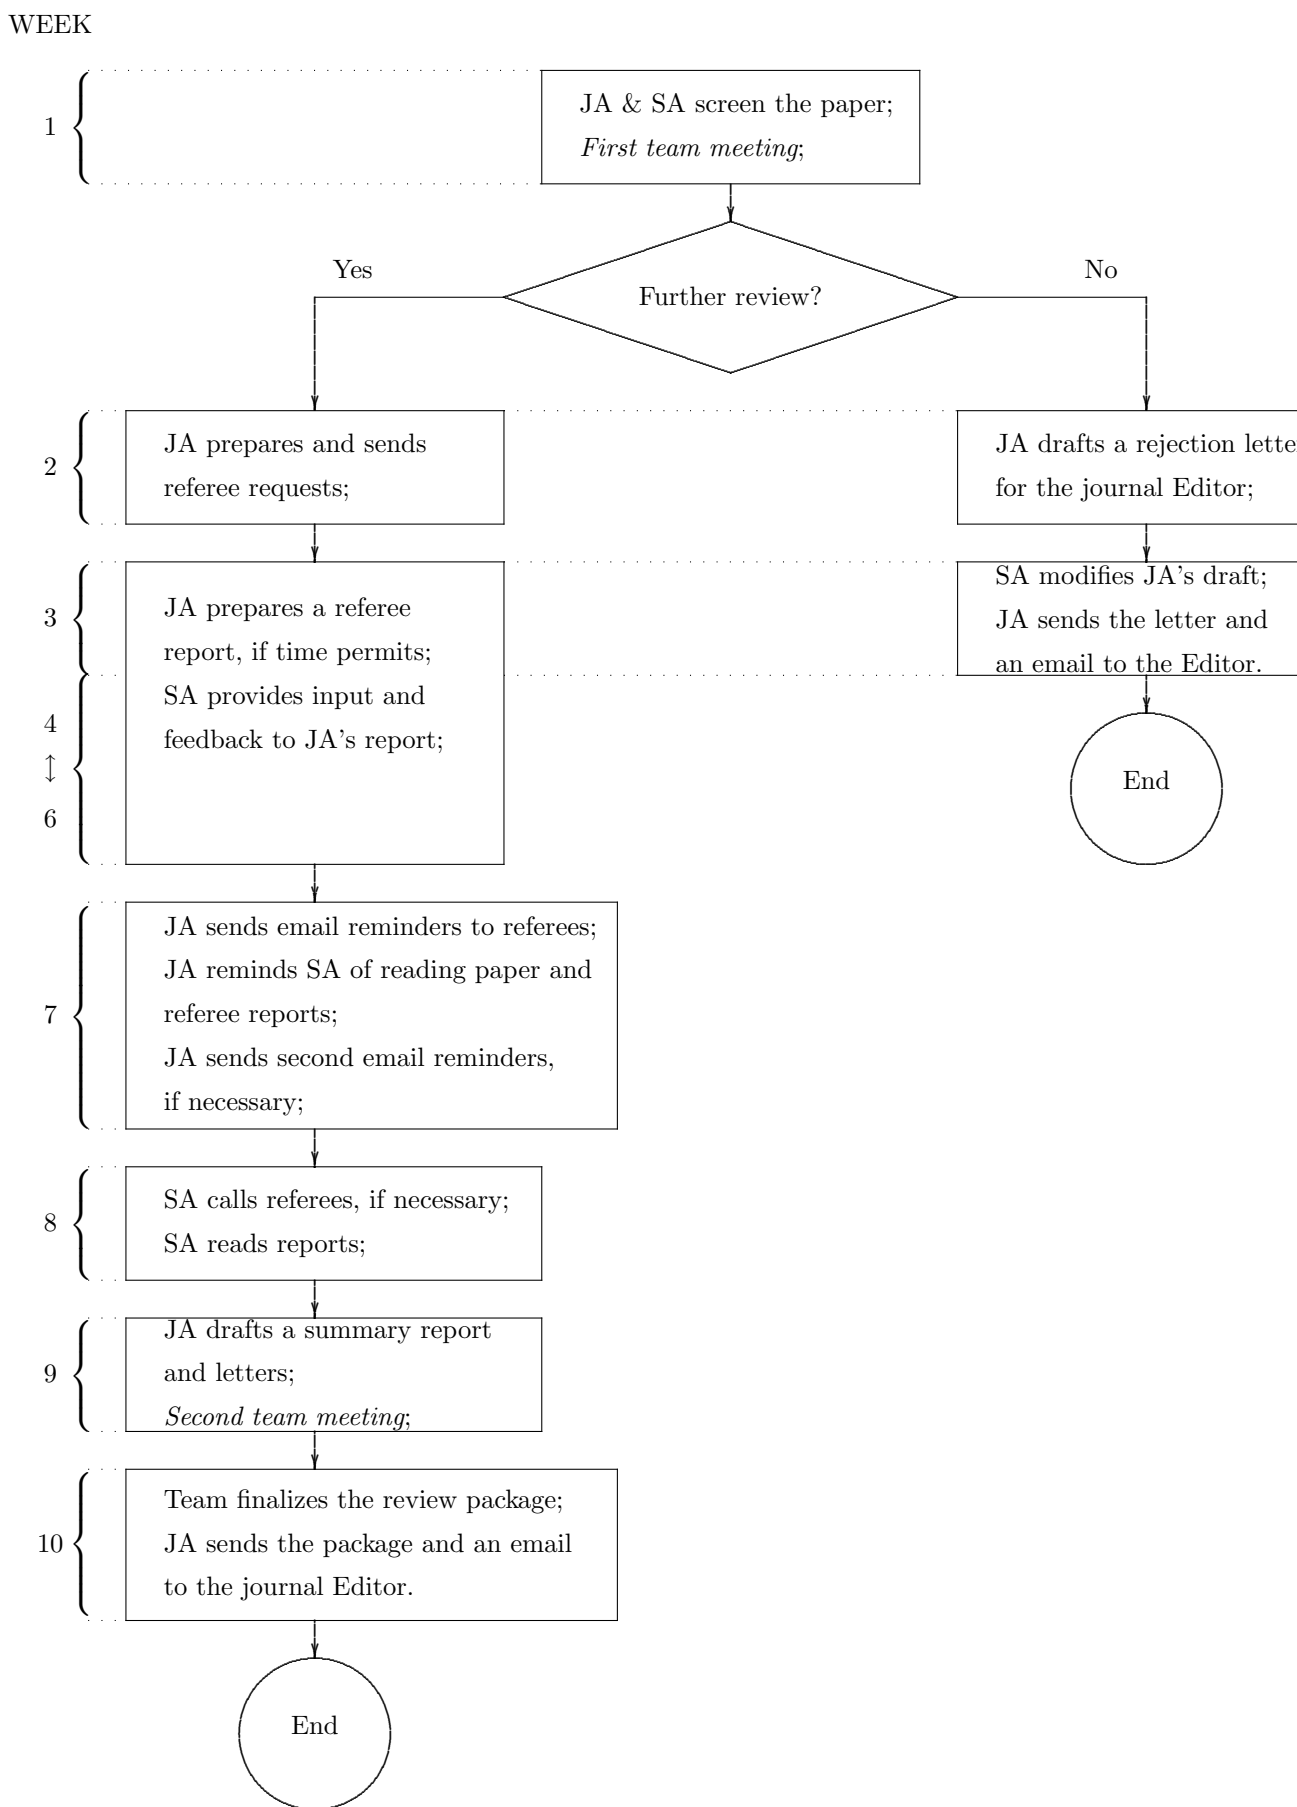 WEEK
1
JA & SA screen the paper;
First team meeting;
Yes
No
Further review?
2
JA prepares and sends
referee requests;
JA drafts a rejection lette
for the journal Editor;
3
JA prepares a referee
report, if time permits;
SA provides input and
feedback to JA's report;
SA modifies JA's draft;
JA sends the letter and
an email to the Editor.
4
↕
6
End
7
JA sends email reminders to referees;
JA reminds SA of reading paper and
referee reports;
JA sends second email reminders,
if necessary;
8
SA calls referees, if necessary;
SA reads reports;
9
JA drafts a summary report
and letters;
Second team meeting;
10
Team finalizes the review package;
JA sends the package and an email
to the journal Editor.
End